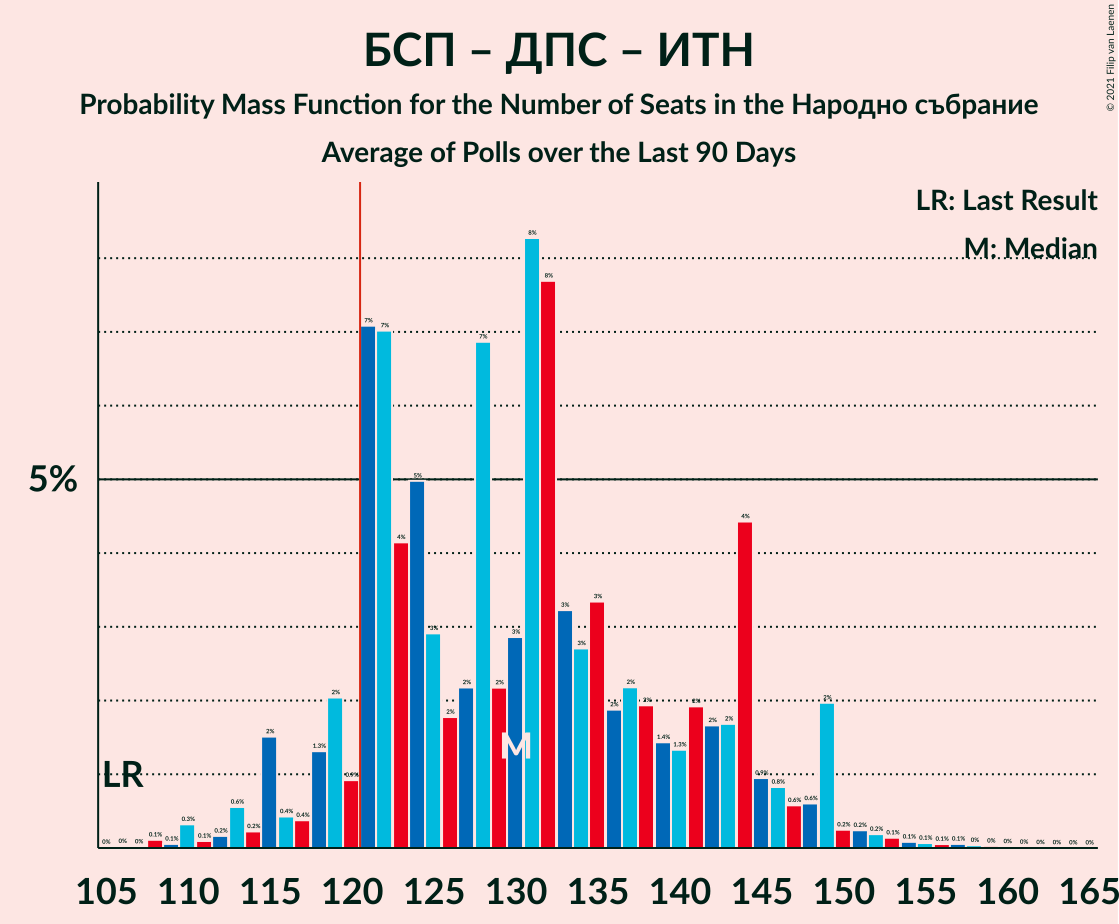 БСП – ДПС – ИТН
Probability Mass Function for the Number of Seats in the Народно събрание
Average of Polls over the Last 90 Days
© 2021 Filip van Laenen
LR: Last Result
M: Median
5%
LR
M
0% 0% 0% 0.1% 0.1% 0.3% 0.1% 0.2% 0.6% 0.2% 2% 0.4% 0.4% 1.3% 2% 0.9% 7% 7% 4% 5% 3% 2% 2% 7% 2% 3% 8% 8% 3% 3% 3% 2% 2% 2% 1.4% 1.3% 2% 2% 2% 4% 0.9% 0.8% 0.6% 0.6% 2% 0.2% 0.2% 0.2% 0.1% 0.1% 0.1% 0.1% 0.1% 0% 0% 0% 0% 0% 0% 0% 0%
105 110 115 120 125 130 135 140 145 150 155 160 165